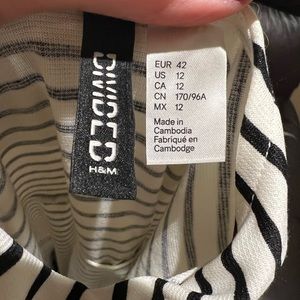 DIVIDED
H&M
EUR 42
US 12
CA 12
CN 170/96A
MX 12
Made in
Cambodia
Fabriqué en
Cambodge